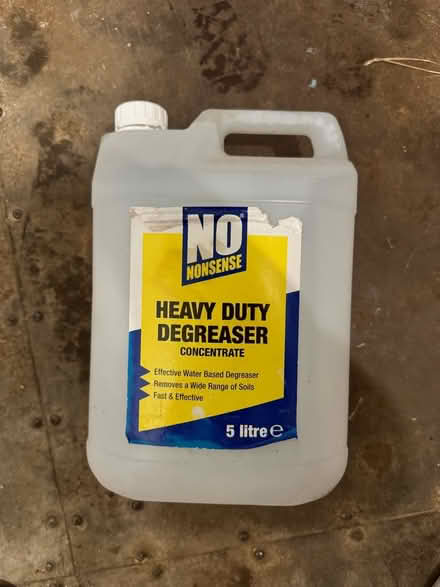 NO
NONSENSE
HEAVY DUTY
DEGREASER
CONCENTRATE
Effective Water Based Degreaser
Removes a Wide Range of Soils
Fast & Effective
5 litre e